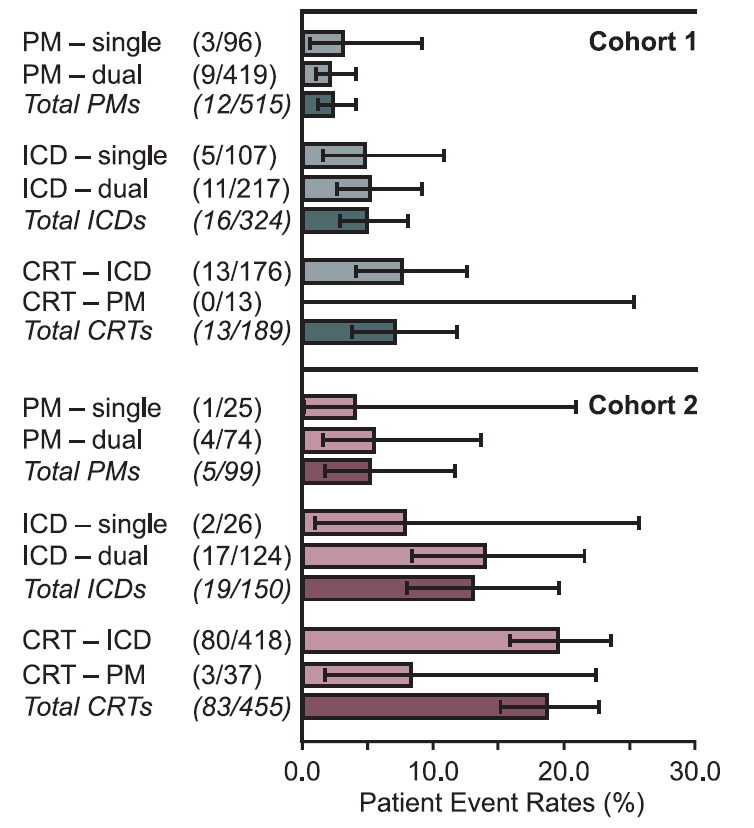 Cohort 1
PM – single (3/96)
PM – dual (9/419)
Total PMs (12/515)
ICD – single (5/107)
ICD – dual (11/217)
Total ICDs (16/324)
CRT – ICD (13/176)
CRT – PM (0/13)
Total CRTs (13/189)
Cohort 2
PM – single (1/25)
PM – dual (4/74)
Total PMs (5/99)
ICD – single (2/26)
ICD – dual (17/124)
Total ICDs (19/150)
CRT – ICD (80/418)
CRT – PM (3/37)
Total CRTs (83/455)
0.0 10.0 20.0 30.0
Patient Event Rates (%)